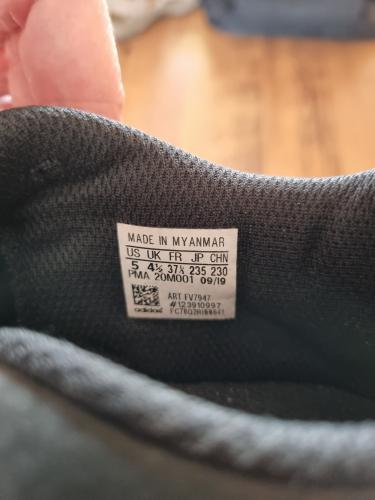 MADE IN MYANMAR
US UK FR JP CHN
5 4½ 37⅓ 235 230
PMA 20M001 09/19
ART FV7947
#123910997
adidas